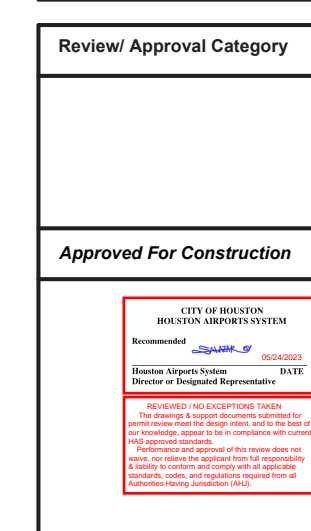 Review/ Approval Category
Approved For Construction
CITY OF HOUSTON
HOUSTON AIRPORTS SYSTEM
Recommended
SALAZAR
05/24/2023
Houston Airports System DATE
Director or Designated Representative
REVIEWED / NO EXCEPTIONS TAKEN
The drawings & support documents submitted for
permit review meet the design intent, and to the best of
our knowledge, appear to be in compliance with current
HAS approved standards.
Performance and approval of this review does not
waive, nor relieve the applicant from full responsibility
& liability to conform and comply with all applicable
standards, codes, and regulations required from all
Authorities Having Jurisdiction (AHJ).